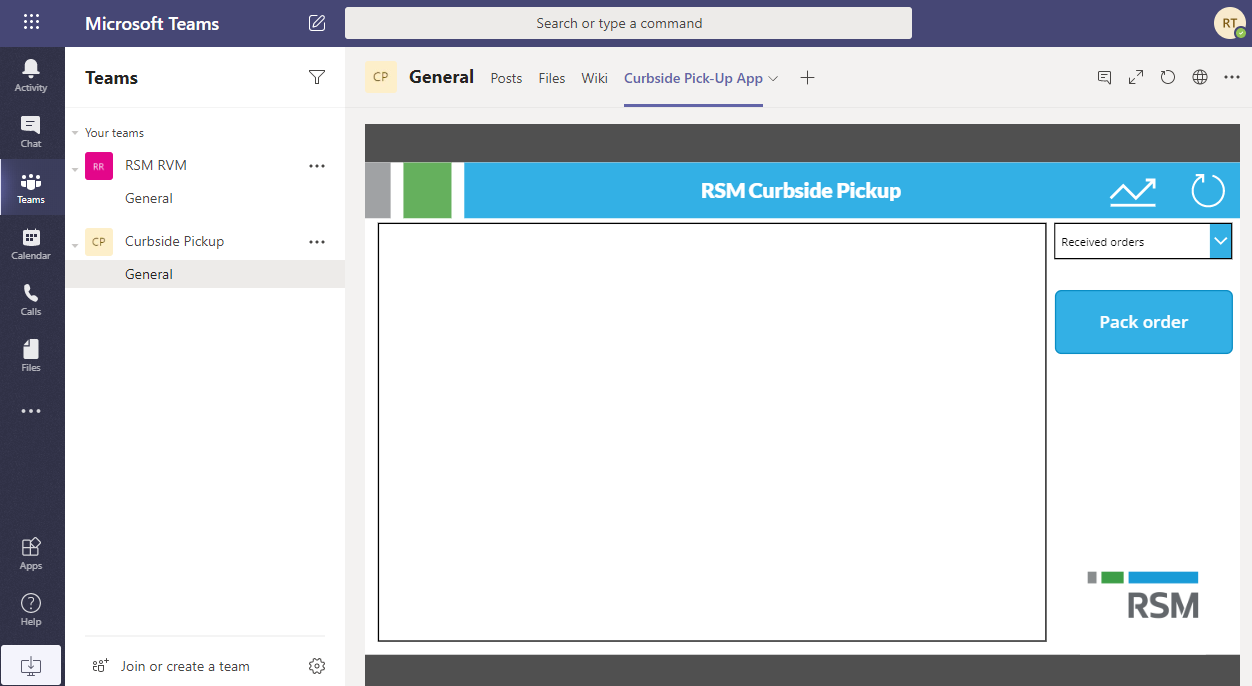 Microsoft Teams
Search or type a command
RT
Activity
Chat
Teams
Calendar
Calls
Files
Apps
Help
Teams
Your teams
RR
RSM RVM
General
CP
Curbside Pickup
General
Join or create a team
CP
General
Posts
Files
Wiki
Curbside Pick-Up App
RSM Curbside Pickup
Received orders
Pack order
RSM